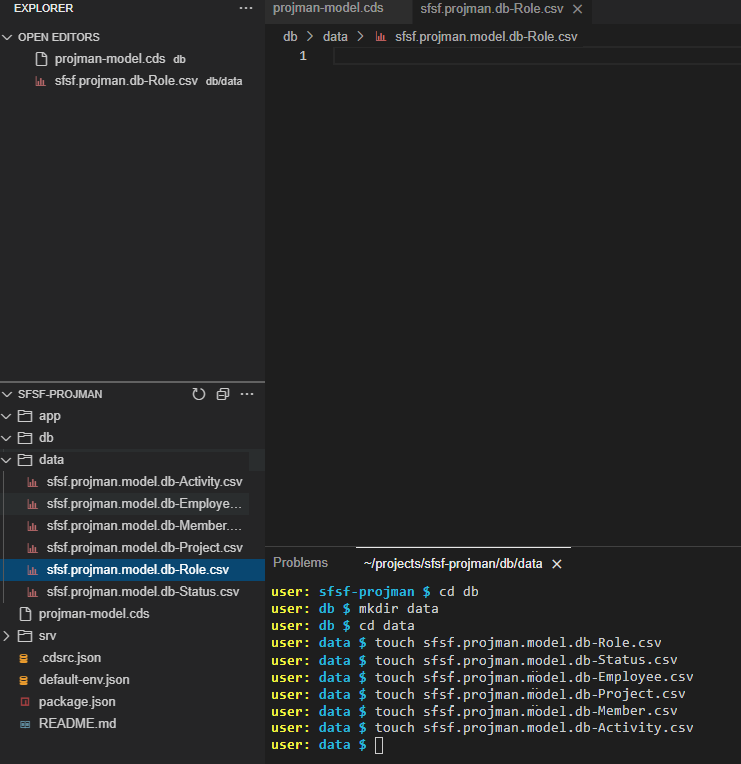 EXPLORER
OPEN EDITORS
projman-model.cds db
sfsf.projman.db-Role.csv db/data
SFSF-PROJMAN
app
db
data
sfsf.projman.model.db-Activity.csv
sfsf.projman.model.db-Employe...
sfsf.projman.model.db-Member....
sfsf.projman.model.db-Project.csv
sfsf.projman.model.db-Role.csv
sfsf.projman.model.db-Status.csv
projman-model.cds
srv
.cdsrc.json
default-env.json
package.json
README.md
projman-model.cds sfsf.projman.db-Role.csv
db > data > sfsf.projman.model.db-Role.csv
1
Problems ~/projects/sfsf-projman/db/data
user: sfsf-projman $ cd db
user: db $ mkdir data
user: db $ cd data
user: data $ touch sfsf.projman.model.db-Role.csv
user: data $ touch sfsf.projman.model.db-Status.csv
user: data $ touch sfsf.projman.model.db-Employee.csv
user: data $ touch sfsf.projman.model.db-Project.csv
user: data $ touch sfsf.projman.model.db-Member.csv
user: data $ touch sfsf.projman.model.db-Activity.csv
user: data $